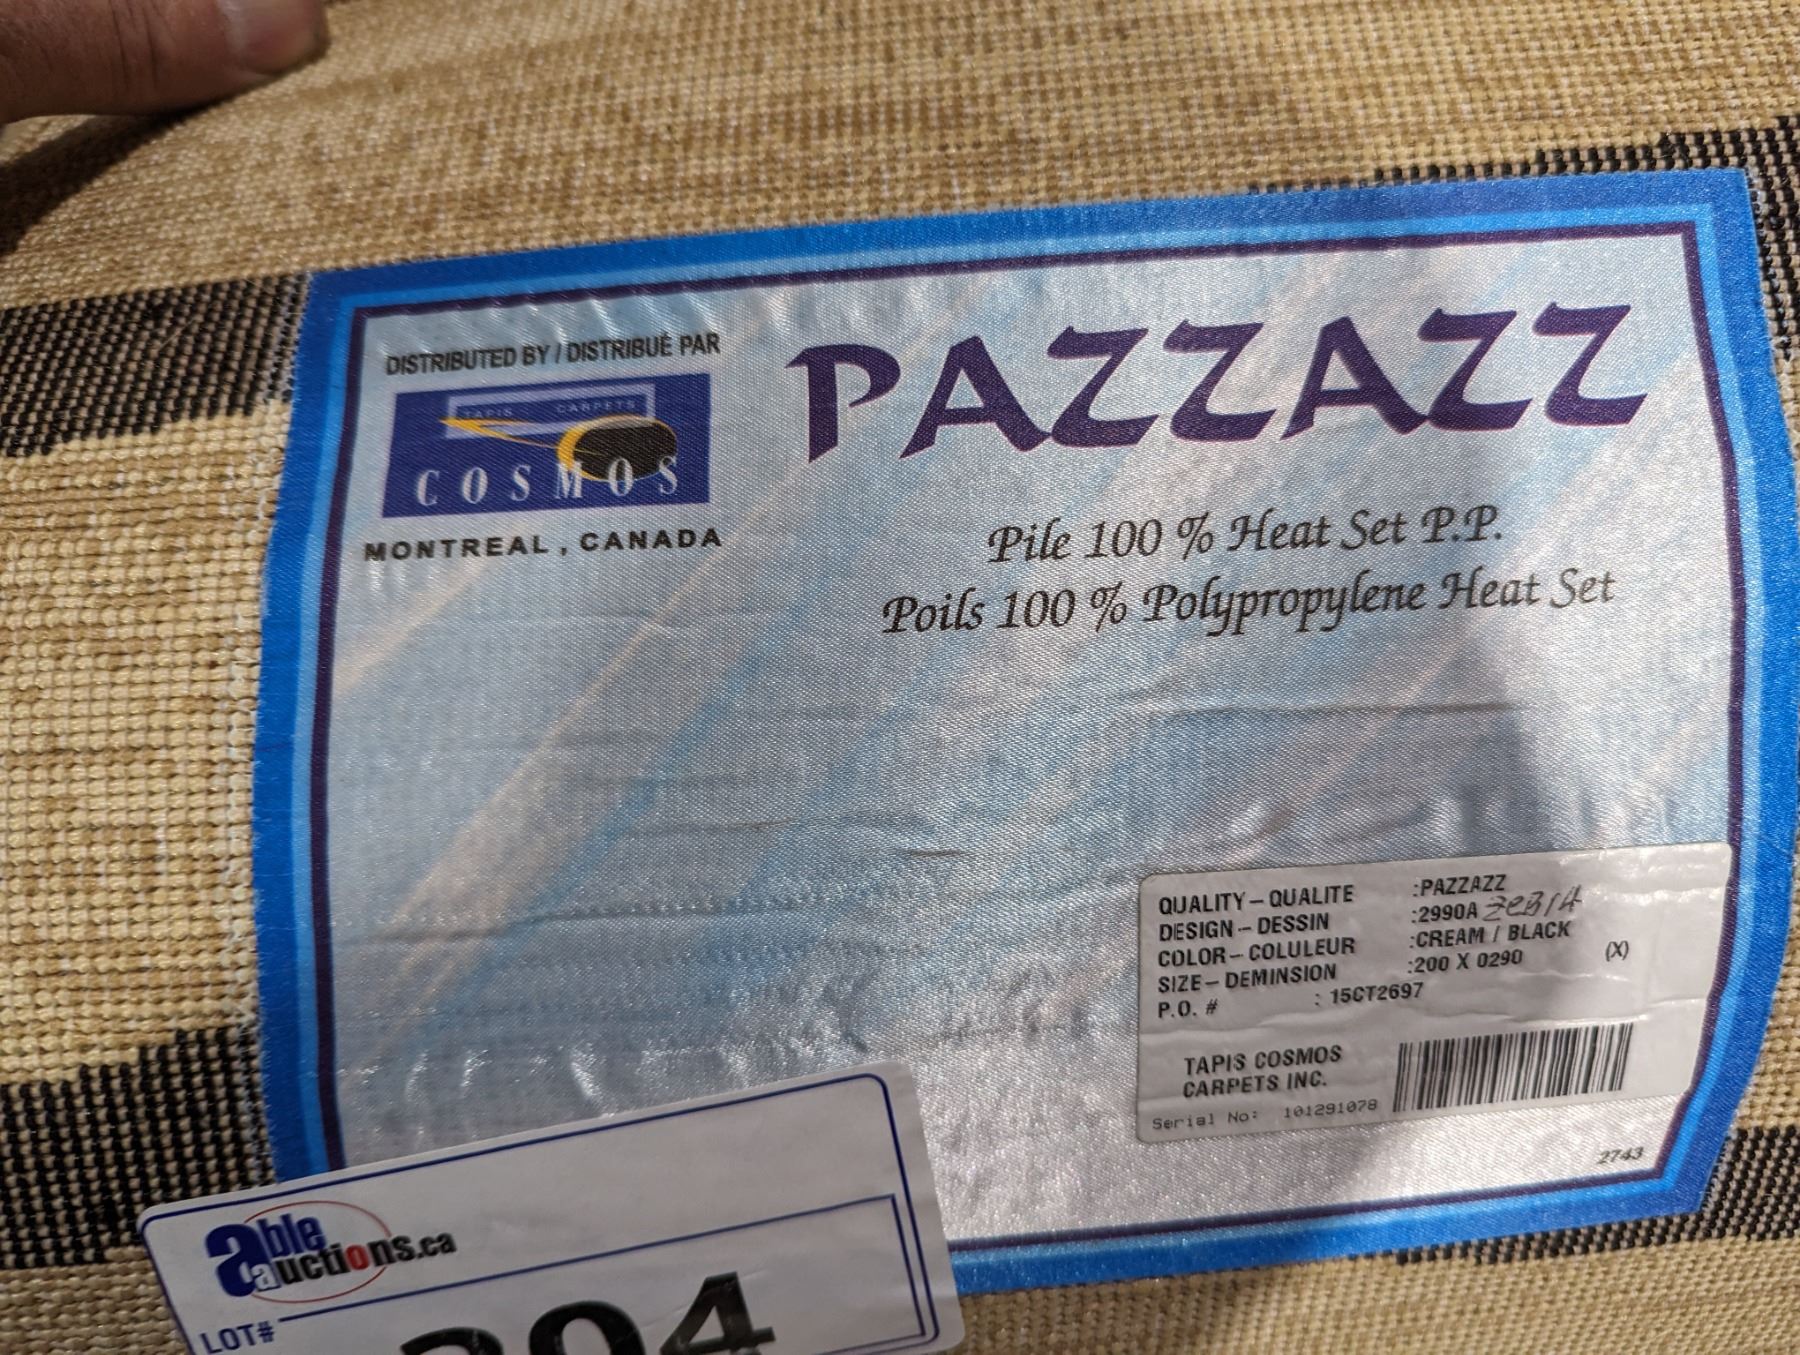 DISTRIBUTED BY / DISTRIBUÉ PAR
TAPIS CARPETS
COSMOS
MONTREAL, CANADA
PAZZAZZ
Pile 100 % Heat Set P.P.
Poils 100 % Polypropylene Heat Set
QUALITY – QUALITE :PAZZAZZ
DESIGN – DESSIN :2990A
COLOR – COLULEUR :CREAM / BLACK
SIZE – DEMINSION :200 X 0290 (X)
P.O. # : 15CT2697
TAPIS COSMOS
CARPETS INC.
Serial No: 101291078
2743
able
auctions.ca
LOT#